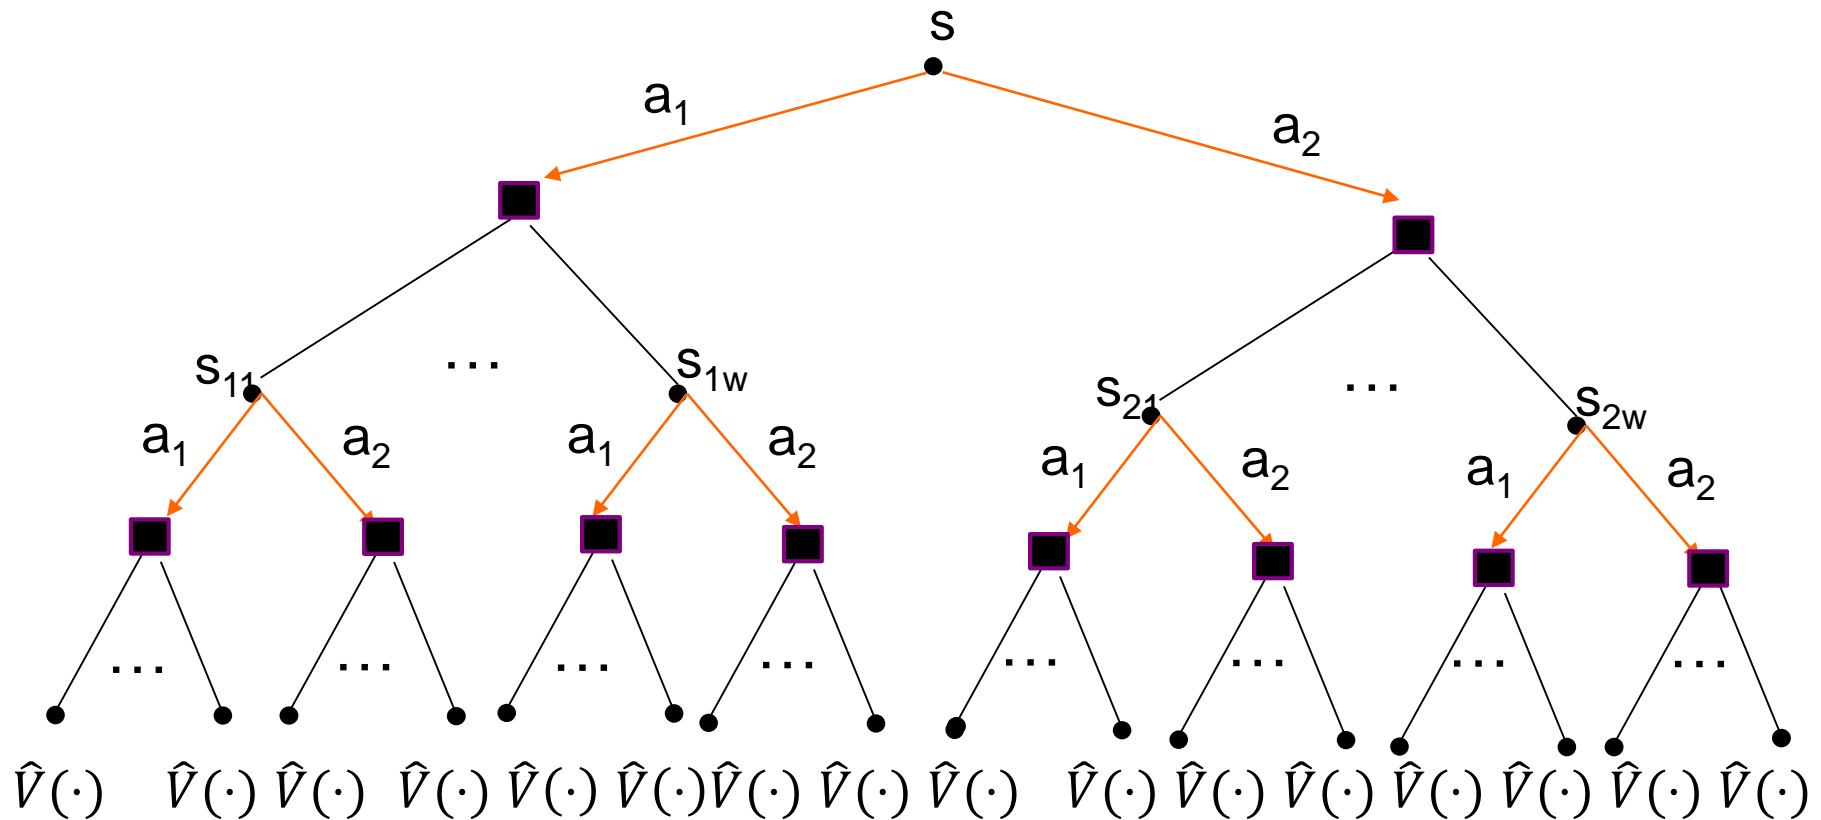 s
a₁
a₂
...
...
s₁₁ s₁w s₂₁ s₂w
a₁ a₂ a₁ a₂ a₁ a₂ a₁ a₂
... ... ... ... ... ... ... ...
V̂(·) V̂(·) V̂(·) V̂(·) V̂(·) V̂(·) V̂(·) V̂(·) V̂(·) V̂(·) V̂(·) V̂(·) V̂(·) V̂(·) V̂(·) V̂(·)